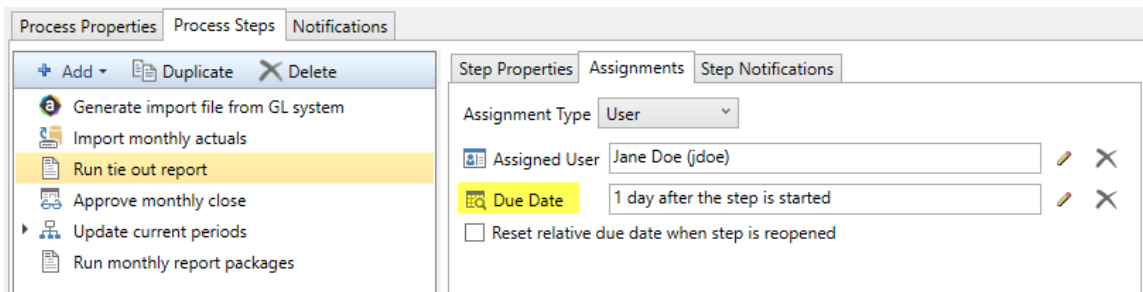 Process Properties Process Steps Notifications
Add Duplicate Delete
Generate import file from GL system
Import monthly actuals
Run tie out report
Approve monthly close
Update current periods
Run monthly report packages
Step Properties Assignments Step Notifications
Assignment Type User
Assigned User Jane Doe (jdoe)
Due Date 1 day after the step is started
Reset relative due date when step is reopened